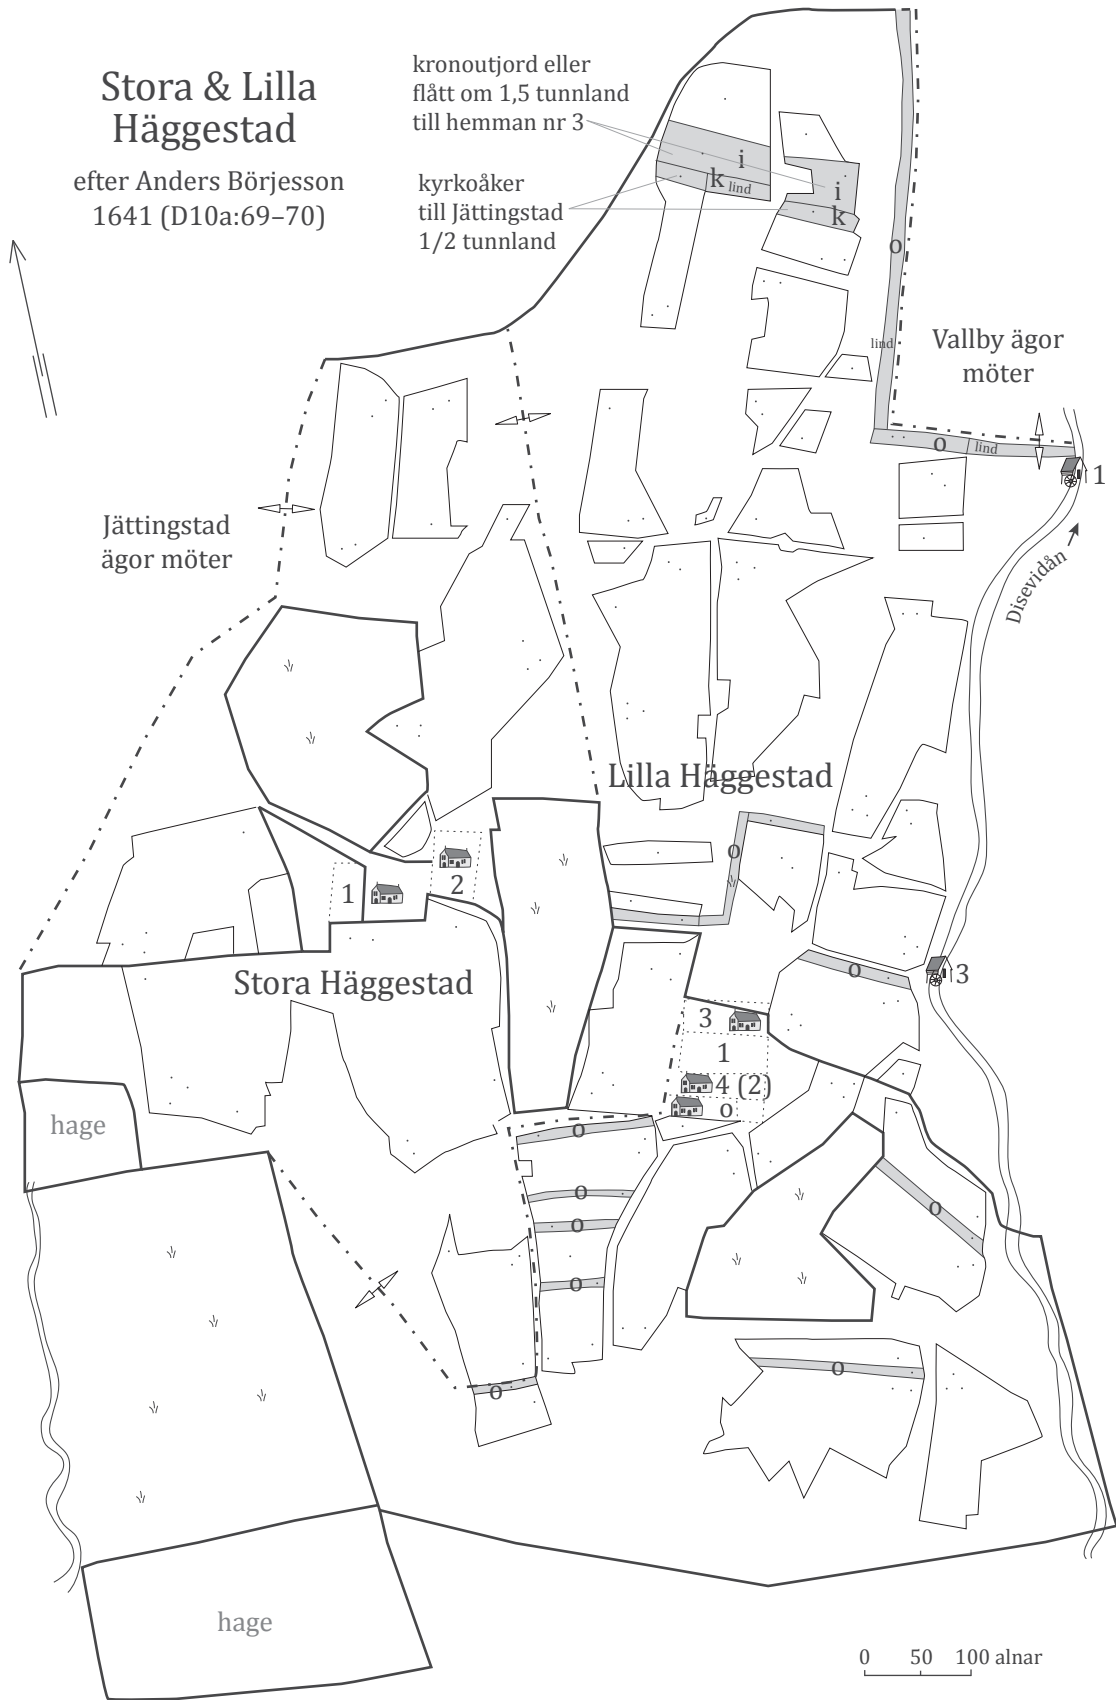 Stora & Lilla
Häggestad
efter Anders Börjesson
1641 (D10a:69–70)
kronoutjord eller
flått om 1,5 tunnland
till hemman nr 3
kyrkoåker
till Jättingstad
1/2 tunnland
i
k lind
i
k
o
lind
Vallby ägor
möter
o lind
1
Jättingstad
ägor möter
Disevidån
Lilla Häggestad
o
2
1
Stora Häggestad
o
3
3
1
4 (2)
o
hage
o
o
o
o
o
o
o
hage
0 50 100 alnar